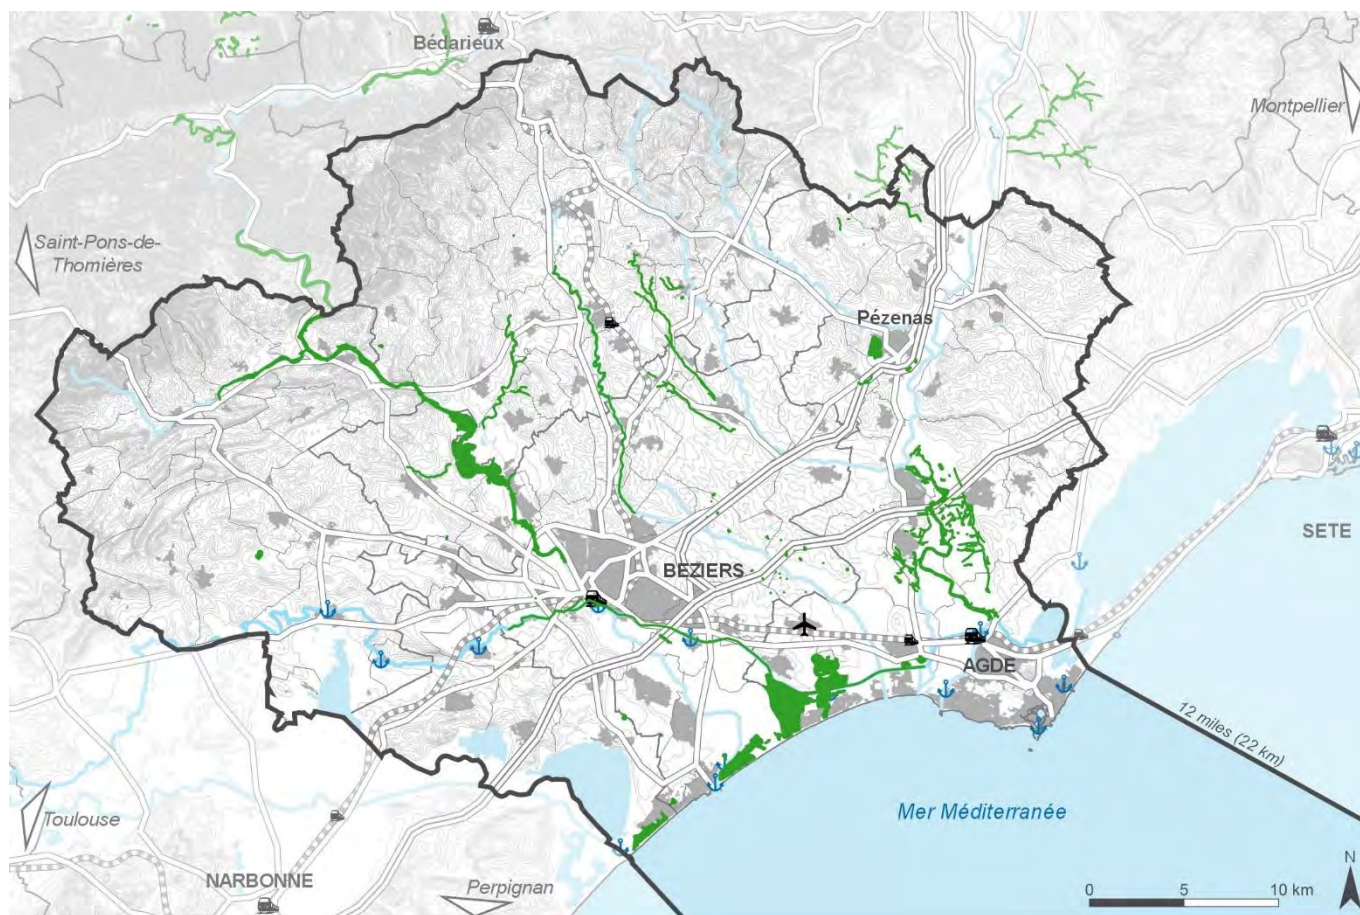 Bédarieux
Montpellier
Saint-Pons-de-
Thomières
Pézenas
SETE
BEZIERS
AGDE
12 miles (22 km)
Mer Méditerranée
Toulouse
NARBONNE
Perpignan
N
0 5 10 km